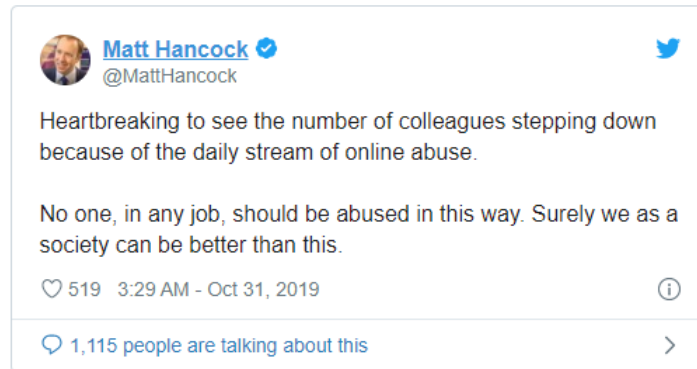 Matt Hancock
@MattHancock
Heartbreaking to see the number of colleagues stepping down
because of the daily stream of online abuse.
No one, in any job, should be abused in this way. Surely we as a
society can be better than this.
519 3:29 AM - Oct 31, 2019
1,115 people are talking about this